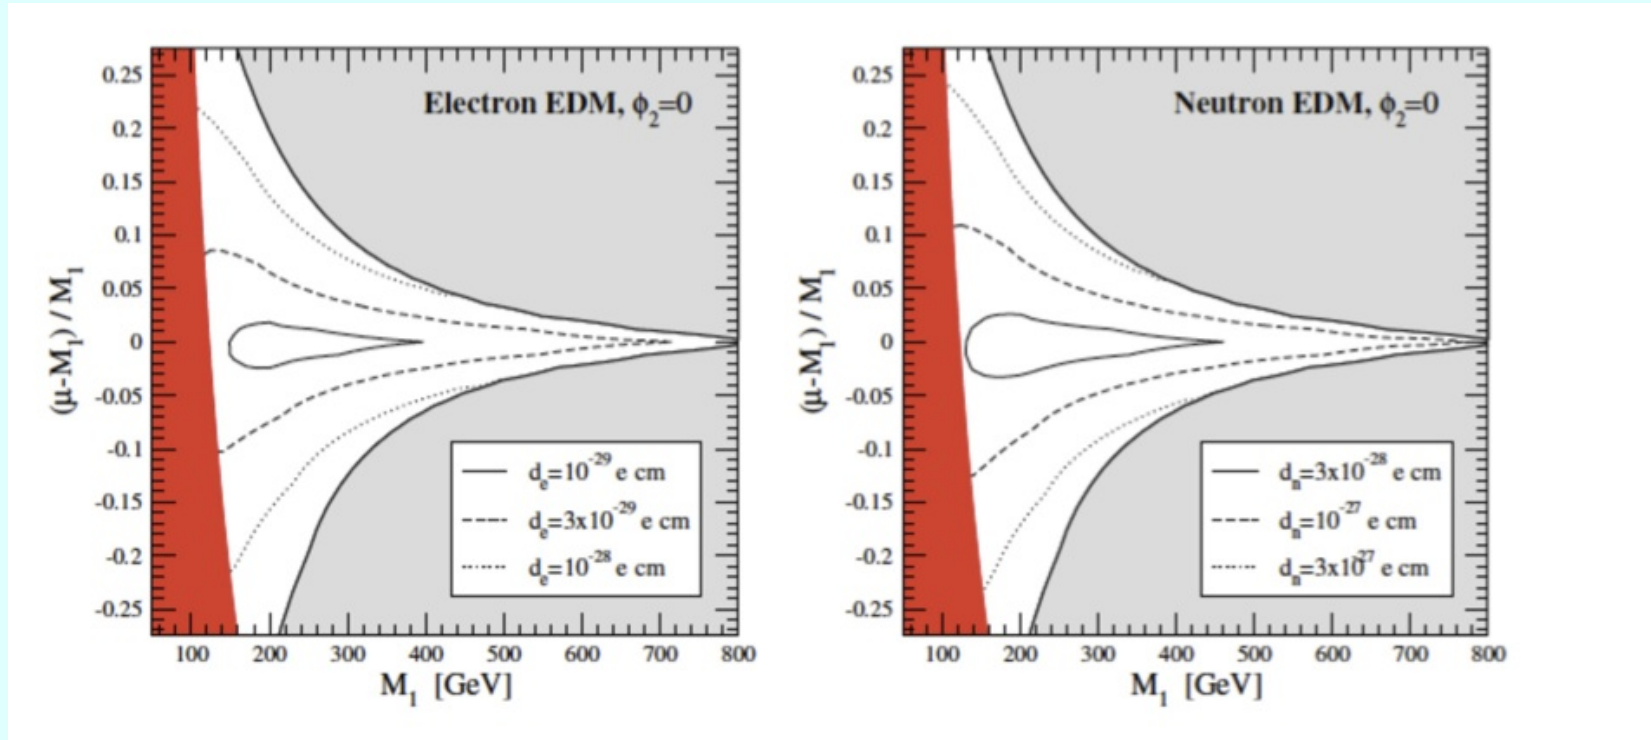 Electron EDM, ϕ₂=0
(μ-M₁) / M₁
0.25
0.2
0.15
0.1
0.05
0
-0.05
-0.1
-0.15
-0.2
-0.25
dₑ=10⁻²⁹ e cm
dₑ=3x10⁻²⁹ e cm
dₑ=10⁻²⁸ e cm
100 200 300 400 500 600 700 800
M₁ [GeV]
Neutron EDM, ϕ₂=0
(μ-M₁) / M₁
0.25
0.2
0.15
0.1
0.05
0
-0.05
-0.1
-0.15
-0.2
-0.25
dₙ=3x10⁻²⁸ e cm
dₙ=10⁻²⁷ e cm
dₙ=3x10⁻²⁷ e cm
100 200 300 400 500 600 700 800
M₁ [GeV]